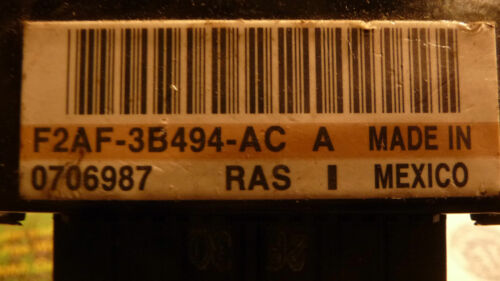 F2AF-3B494-AC A MADE IN
0706987 RAS I MEXICO